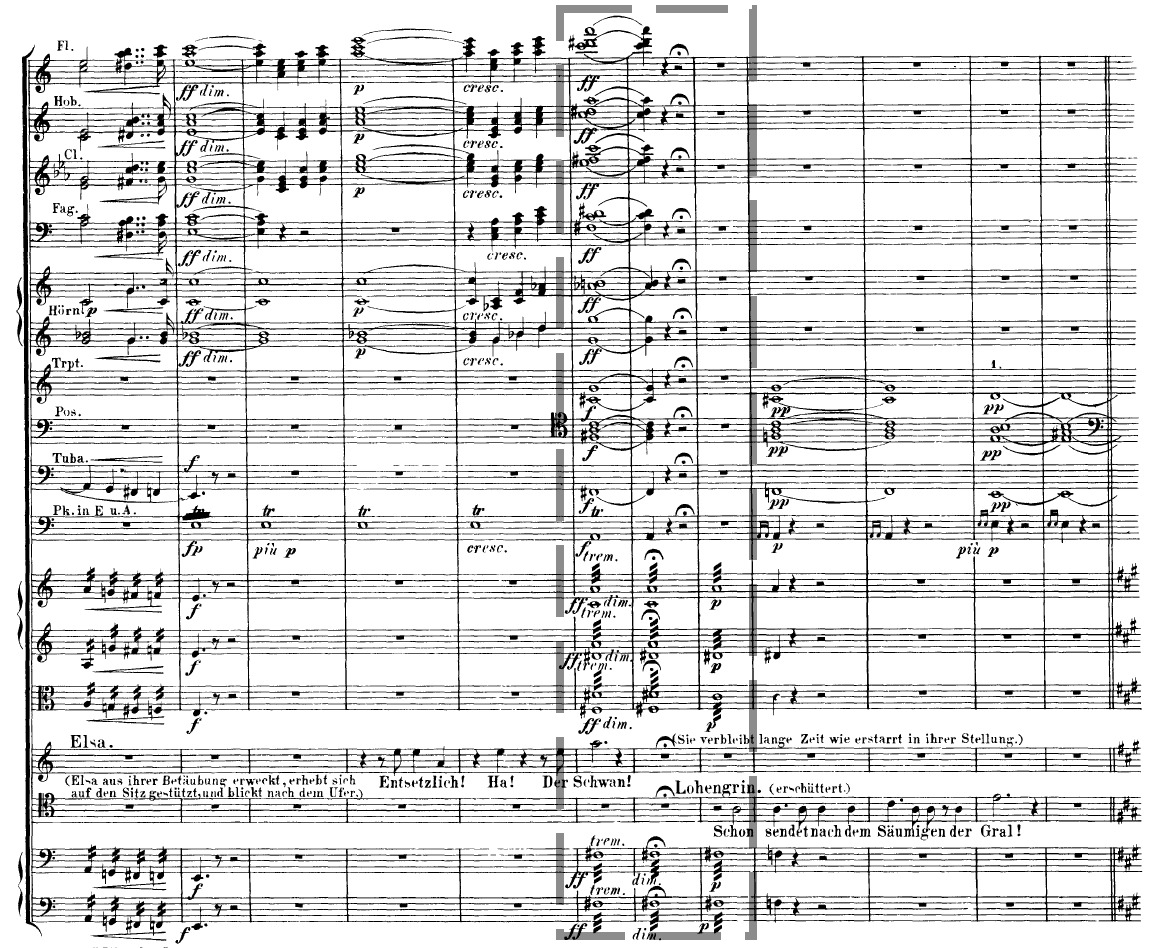 Fl.
ff dim. p cresc. ff
Hob.
ff dim. p cresc. ff
Cl.
ff dim. p cresc. ff
Fag.
ff dim. cresc. ff
Hörn. p ff dim. p cresc. ff
ff dim. p cresc. ff
Trpt. 1.
f pp pp
Pos.
f pp pp
Tuba. f
f pp pp
Pk. in E u. A. tr tr tr tr tr
fp più p cresc. f p più p
trem.
f ff dim. p
trem.
f ff dim. p
trem.
f ff dim. p
Elsa. (Sie verbleibt lange Zeit wie erstarrt in ihrer Stellung.)
(Elsa aus ihrer Betäubung erweckt, erhebt sich Entsetzlich! Ha! Der Schwan!
auf den Sitz gestützt, und blickt nach dem Ufer.) Lohengrin. (erschüttert.)
Schon sendet nach dem Säumigen der Gral!
trem.
f ff dim. p
trem.
f ff dim. p